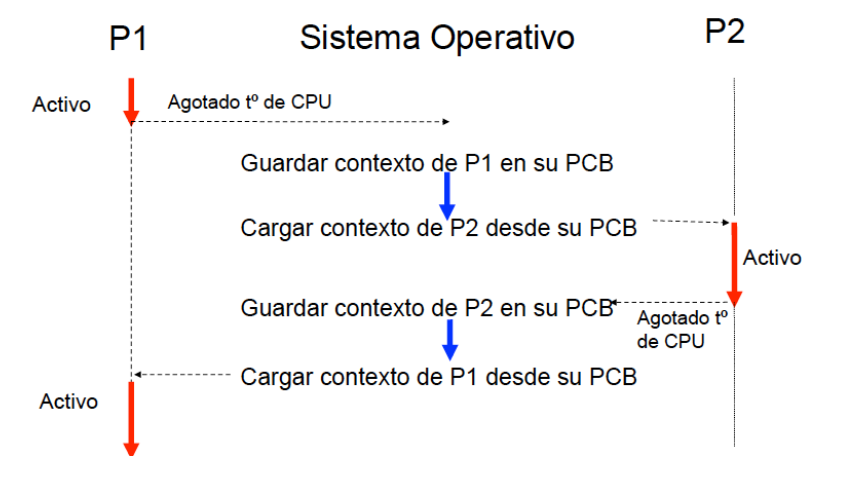 P1 Sistema Operativo P2
Activo
Agotado tº de CPU
Guardar contexto de P1 en su PCB
Cargar contexto de P2 desde su PCB
Activo
Guardar contexto de P2 en su PCB
Agotado tº
de CPU
Cargar contexto de P1 desde su PCB
Activo